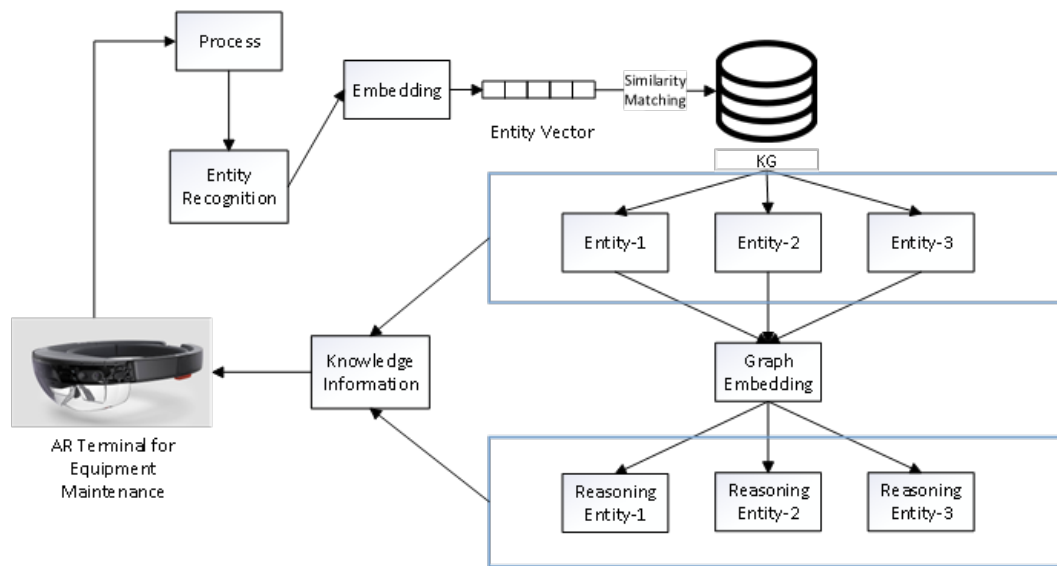 Process
Embedding
Similarity
Matching
Entity Vector
Entity
Recognition
KG
Entity-1
Entity-2
Entity-3
Knowledge
Information
Graph
Embedding
AR Terminal for
Equipment
Maintenance
Reasoning
Entity-1
Reasoning
Entity-2
Reasoning
Entity-3